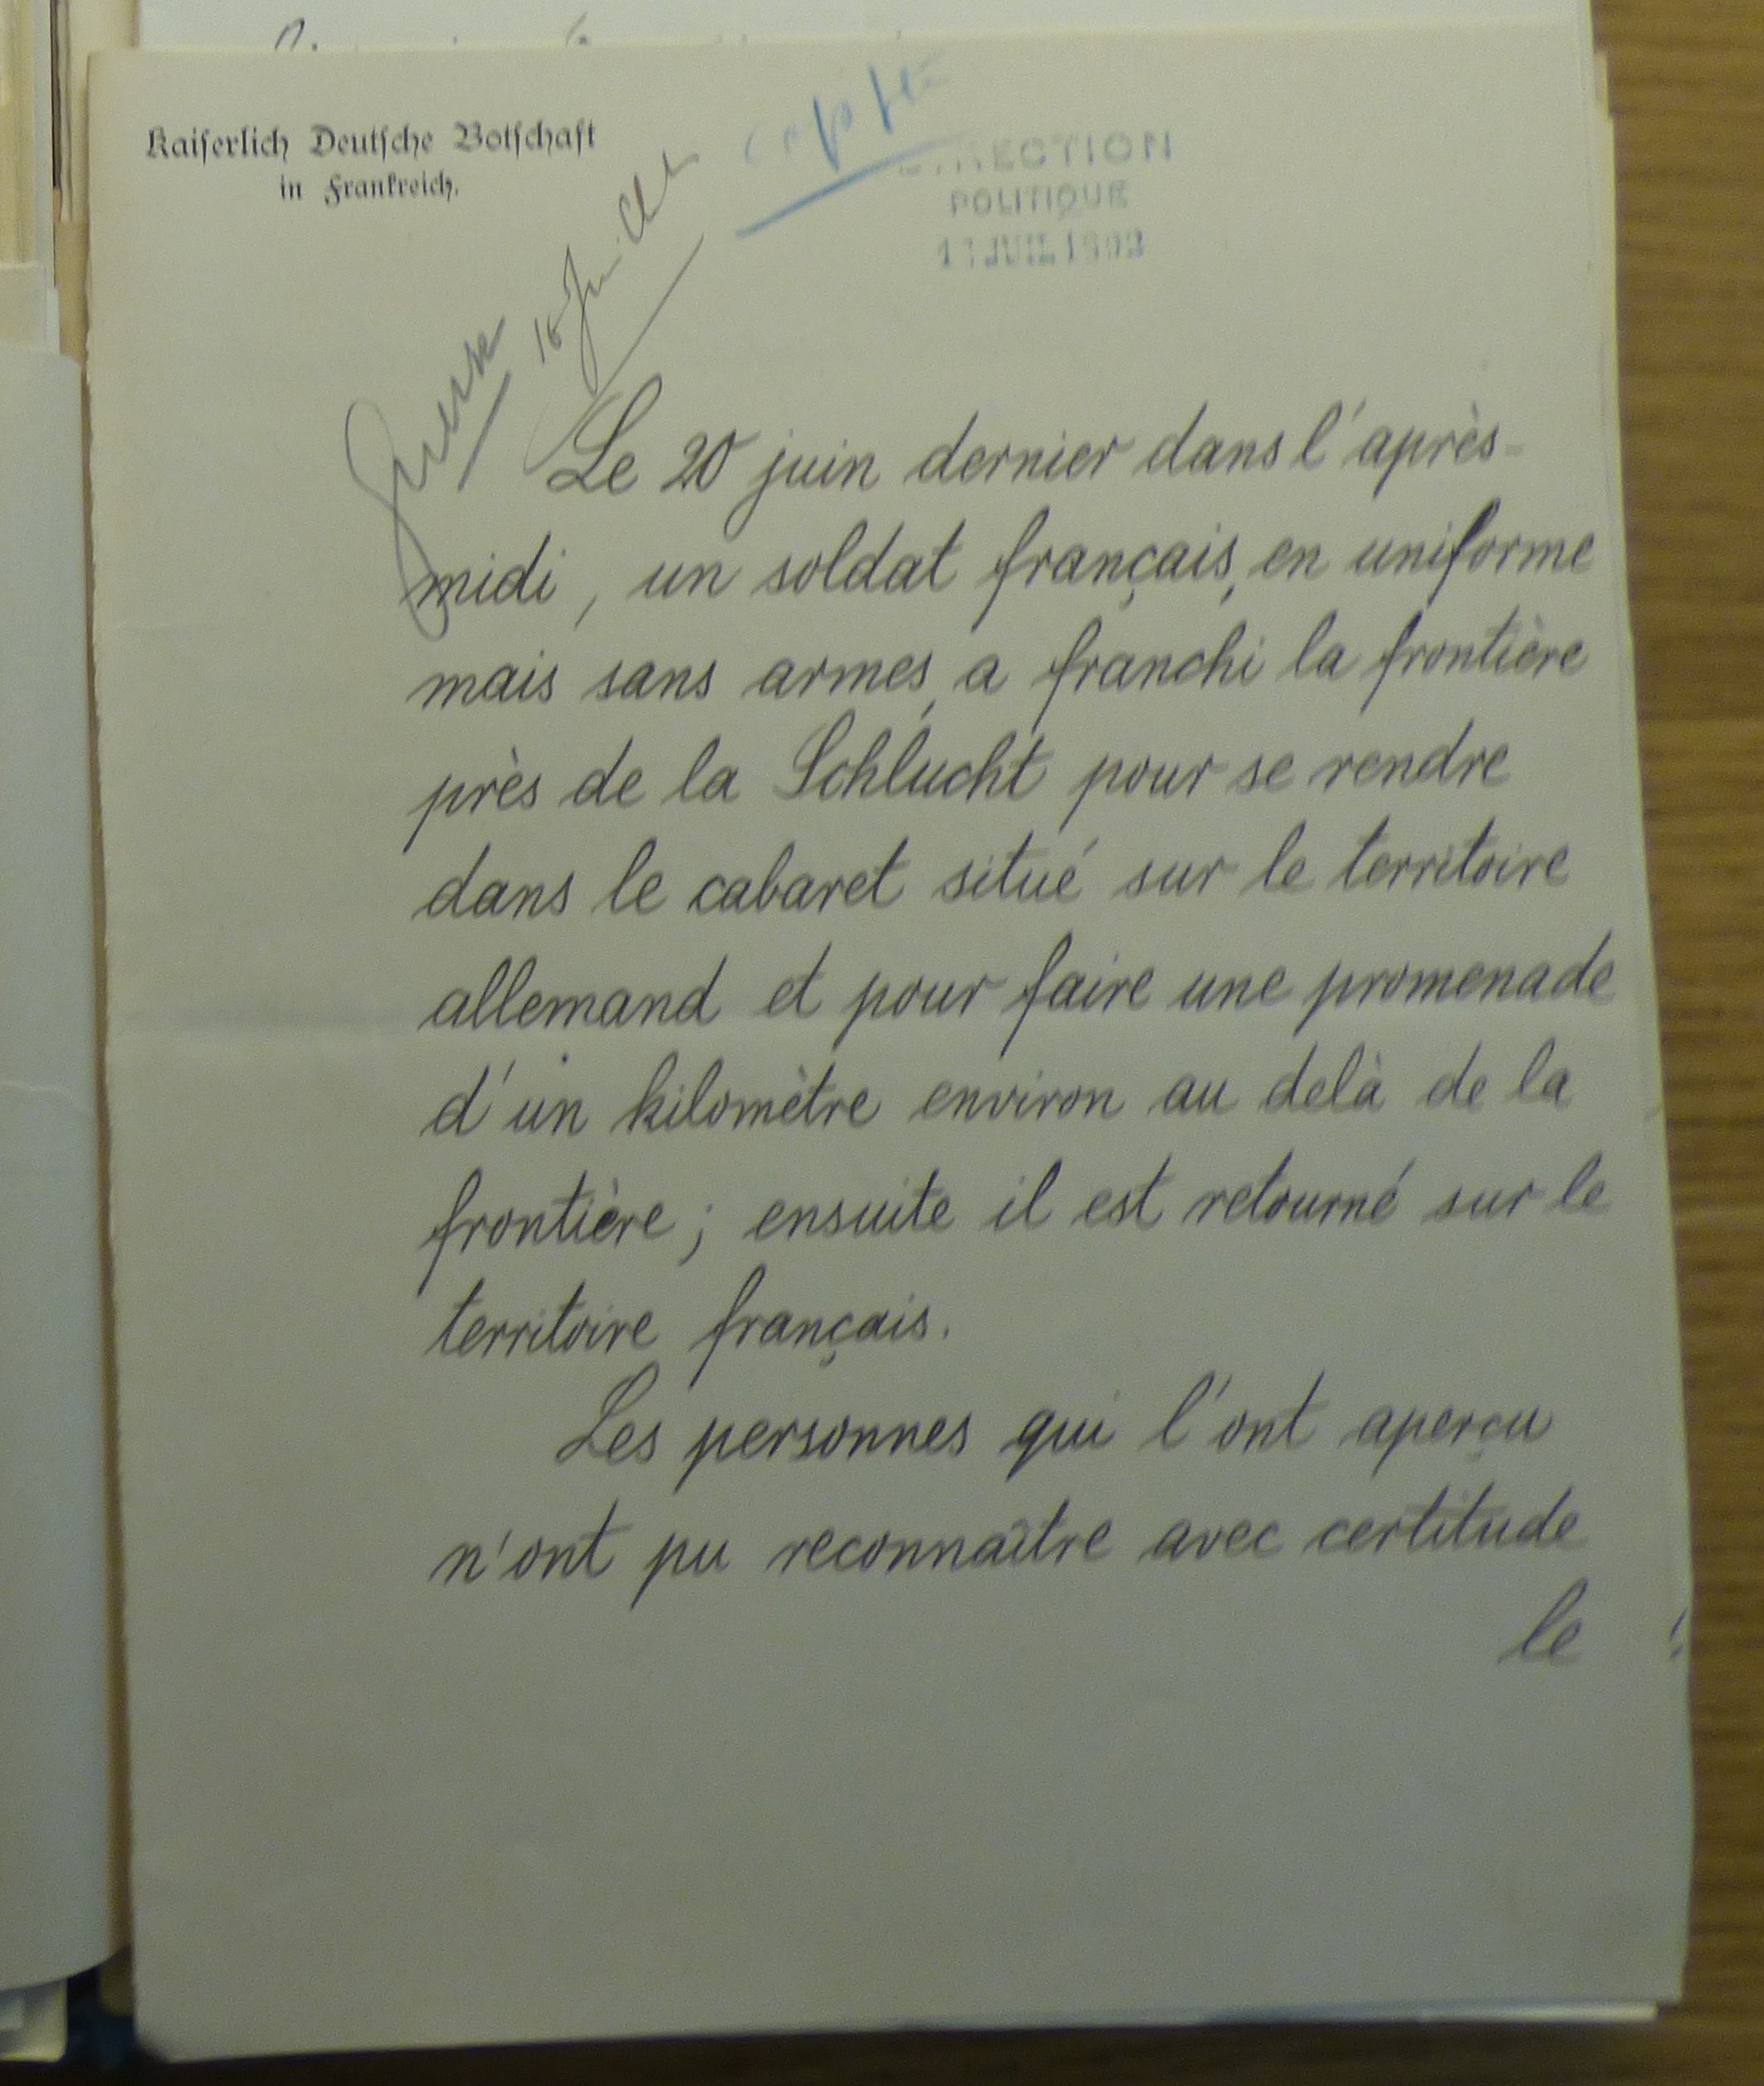 Kaiserlich Deutsche Botschaft
in Frankreich.
DIRECTION
POLITIQUE
Guerre 18 Juillet
Le 20 juin dernier dans l'après-
midi, un soldat français, en uniforme
mais sans armes, a franchi la frontière
près de la Schlucht pour se rendre
dans le cabaret situé sur le territoire
allemand et pour faire une promenade
d'un kilomètre environ au delà de la
frontière; ensuite il est retourné sur le
territoire français.
Les personnes qui l'ont aperçu
n'ont pu reconnaître avec certitude
le